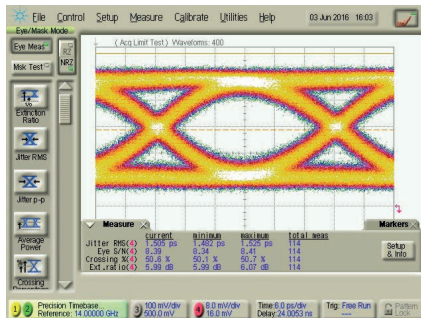 File Control Setup Measure Calibrate Utilities Help 03 Jun 2016 16:03
Eye/Mask Mode
Eye Meas
RZ
NRZ
Msk Test
( Acq Limit Test ) Waveforms: 400
Extinction
Ratio
Jitter RMS
Jitter p-p
Average
Power
Crossing
Measure
Markers
current minimum maximum total meas
Jitter RMS(4) 1.505 ps 1.482 ps 1.525 ps 114
Eye S/N(4) 8.39 8.34 8.41 114
Crossing %(4) 50.6 % 50.1 % 50.7 % 114
Ext.ratio(4) 5.99 dB 5.99 dB 6.07 dB 114
Setup
& Info
1 2 Precision Timebase...
Reference: 14.00000 GHz
3 100 mV/div
500.0 mV
4 8.0 mV/div
16.0 mV
Time:6.0 ps/div
Delay:24.0053 ns
Trig: Free Run
Pattern
Lock